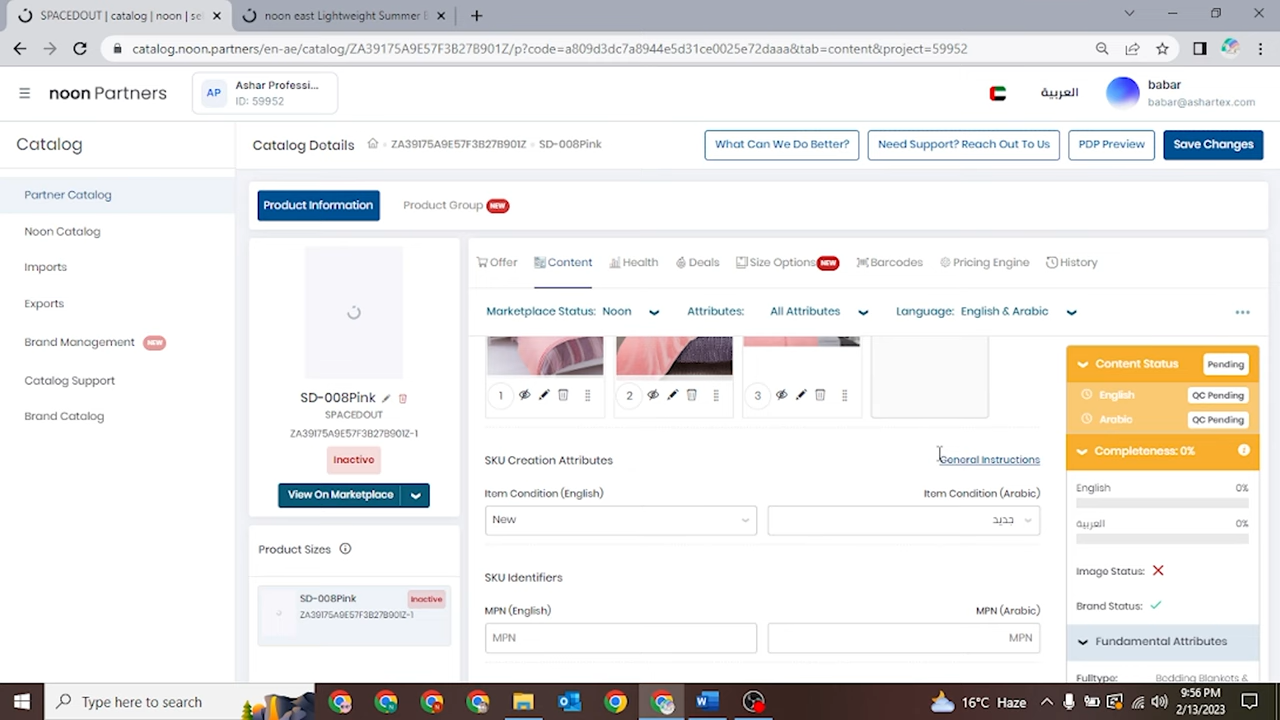 SPACEDOUT | catalog | noon | sel
noon east Lightweight Summer B
catalog.noon.partners/en-ae/catalog/ZA39175A9E57F3B27B901Z/p?code=a809d3dc7a8944e5d31ce0025e72daaa&tab=content&project=59952
noon Partners
AP
Ashar Professi...
ID: 59952
العربية
babar
babar@ashartex.com
Catalog
Catalog Details
ZA39175A9E57F3B27B901Z
SD-008Pink
What Can We Do Better?
Need Support? Reach Out To Us
PDP Preview
Save Changes
Partner Catalog
Noon Catalog
Imports
Exports
Brand Management NEW
Catalog Support
Brand Catalog
Product Information
Product Group NEW
SD-008Pink
SPACEDOUT
ZA39175A9E57F3B27B901Z-1
Inactive
View On Marketplace
Product Sizes
SD-008Pink
Inactive
ZA39175A9E57F3B27B901Z-1
Offer
Content
Health
Deals
Size Options NEW
Barcodes
Pricing Engine
History
Marketplace Status: Noon
Attributes: All Attributes
Language: English & Arabic
1
2
3
SKU Creation Attributes
General Instructions
Item Condition (English)
Item Condition (Arabic)
New
جديد
SKU Identifiers
MPN (English)
MPN (Arabic)
MPN
MPN
Content Status
Pending
English
QC Pending
Arabic
QC Pending
Completeness: 0%
English
0%
العربية
0%
Image Status:
Brand Status:
Fundamental Attributes
Fulltype:
Bedding Blankets &
Type here to search
16°C Haze
9:56 PM
2/13/2023